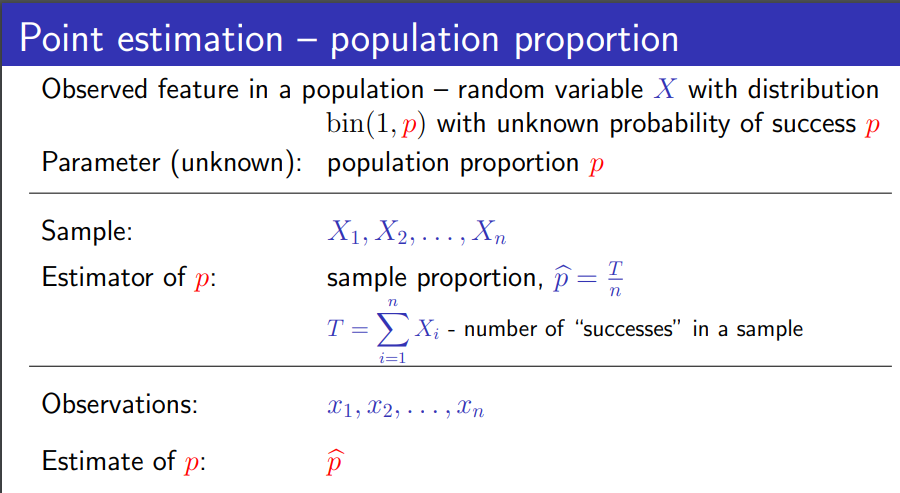 Point estimation – population proportion
Observed feature in a population – random variable X with distribution
bin(1, p) with unknown probability of success p
Parameter (unknown): population proportion p
Sample: X₁, X₂, . . . , Xₙ
Estimator of p: sample proportion, p̂ = T/n
T = ∑ᵢ₌₁ⁿ Xᵢ - number of “successes” in a sample
Observations: x₁, x₂, . . . , xₙ
Estimate of p: p̂